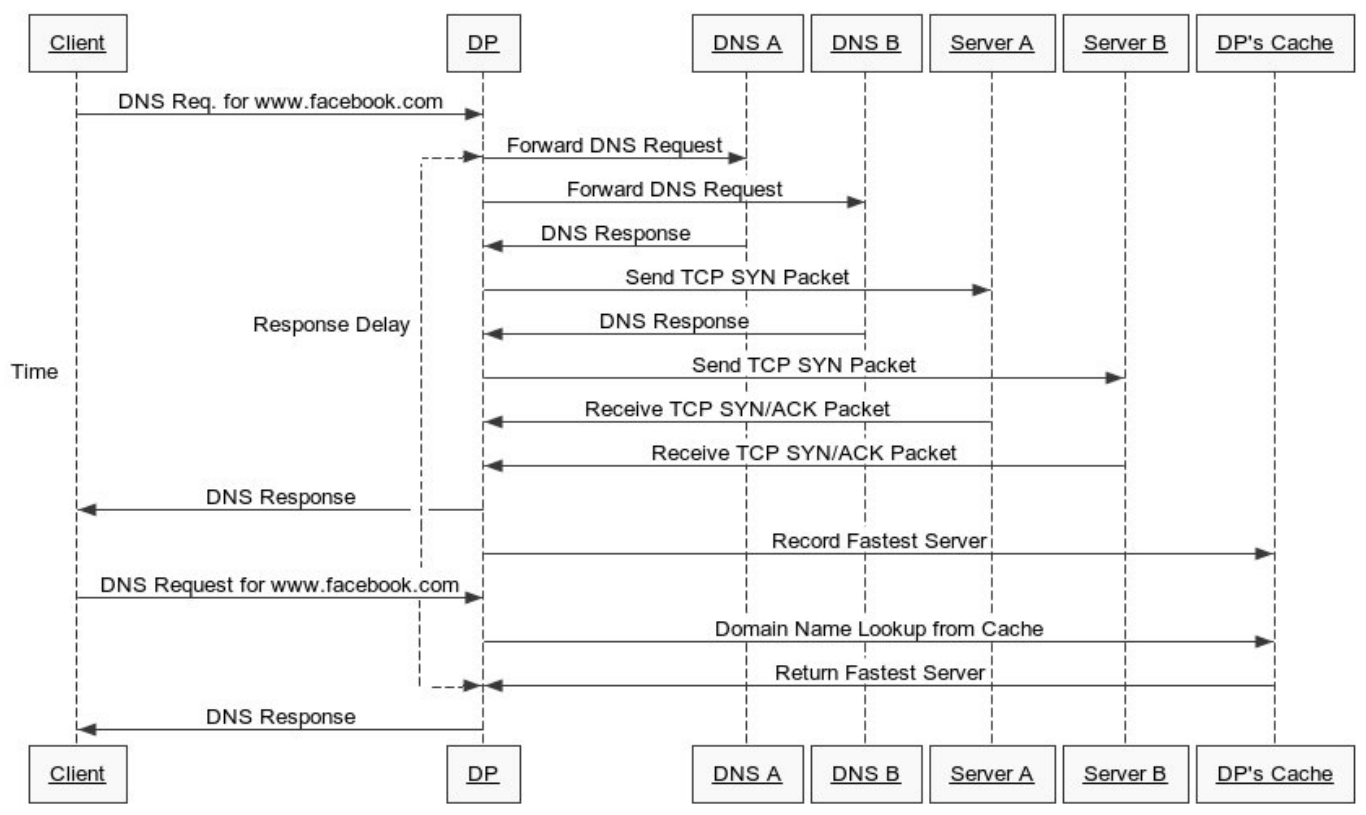 Client
DP
DNS A
DNS B
Server A
Server B
DP's Cache
DNS Req. for www.facebook.com
Forward DNS Request
Forward DNS Request
DNS Response
Send TCP SYN Packet
Response Delay
DNS Response
Time
Send TCP SYN Packet
Receive TCP SYN/ACK Packet
Receive TCP SYN/ACK Packet
DNS Response
Record Fastest Server
DNS Request for www.facebook.com
Domain Name Lookup from Cache
Return Fastest Server
DNS Response
Client
DP
DNS A
DNS B
Server A
Server B
DP's Cache